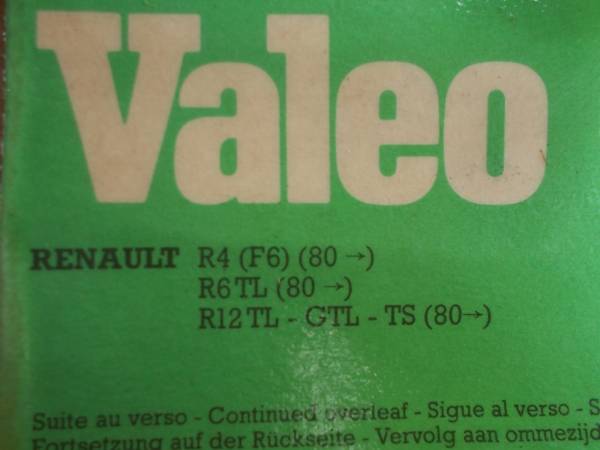 Valeo
RENAULT R4 (F6) (80 →)
R6 TL (80 →)
R12 TL - GTL - TS (80→)
Suite au verso - Continued overleaf - Sigue al verso - S
Fortsetzung auf der Rückseite - Vervolg aan ommezijd